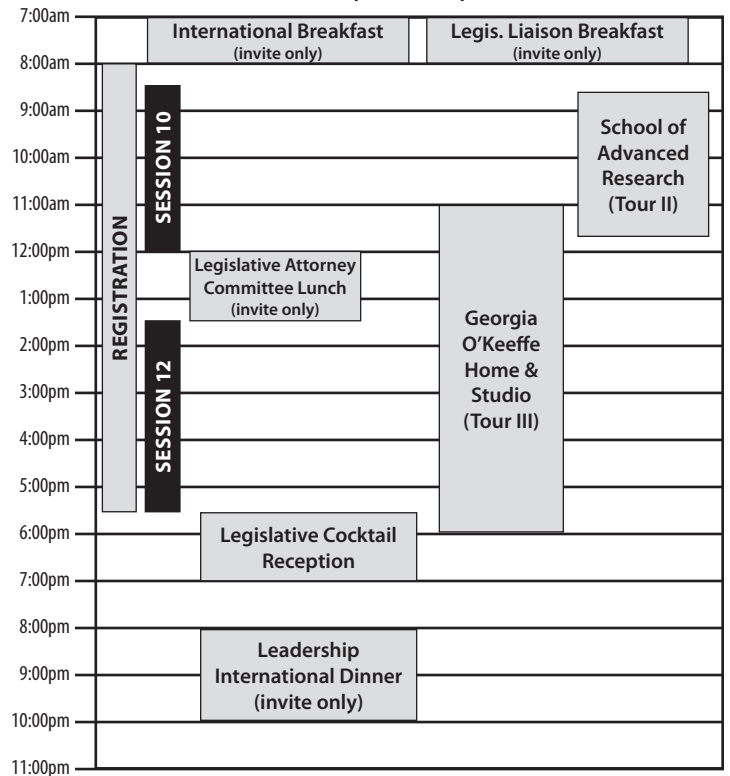 7:00am
International Breakfast
(invite only)
Legis. Liaison Breakfast
(invite only)
8:00am
9:00am
10:00am
11:00am
12:00pm
1:00pm
2:00pm
3:00pm
4:00pm
5:00pm
6:00pm
7:00pm
8:00pm
9:00pm
10:00pm
11:00pm
REGISTRATION
SESSION 10
SESSION 12
School of
Advanced
Research
(Tour II)
Legislative Attorney
Committee Lunch
(invite only)
Georgia
O'Keeffe
Home &
Studio
(Tour III)
Legislative Cocktail
Reception
Leadership
International Dinner
(invite only)